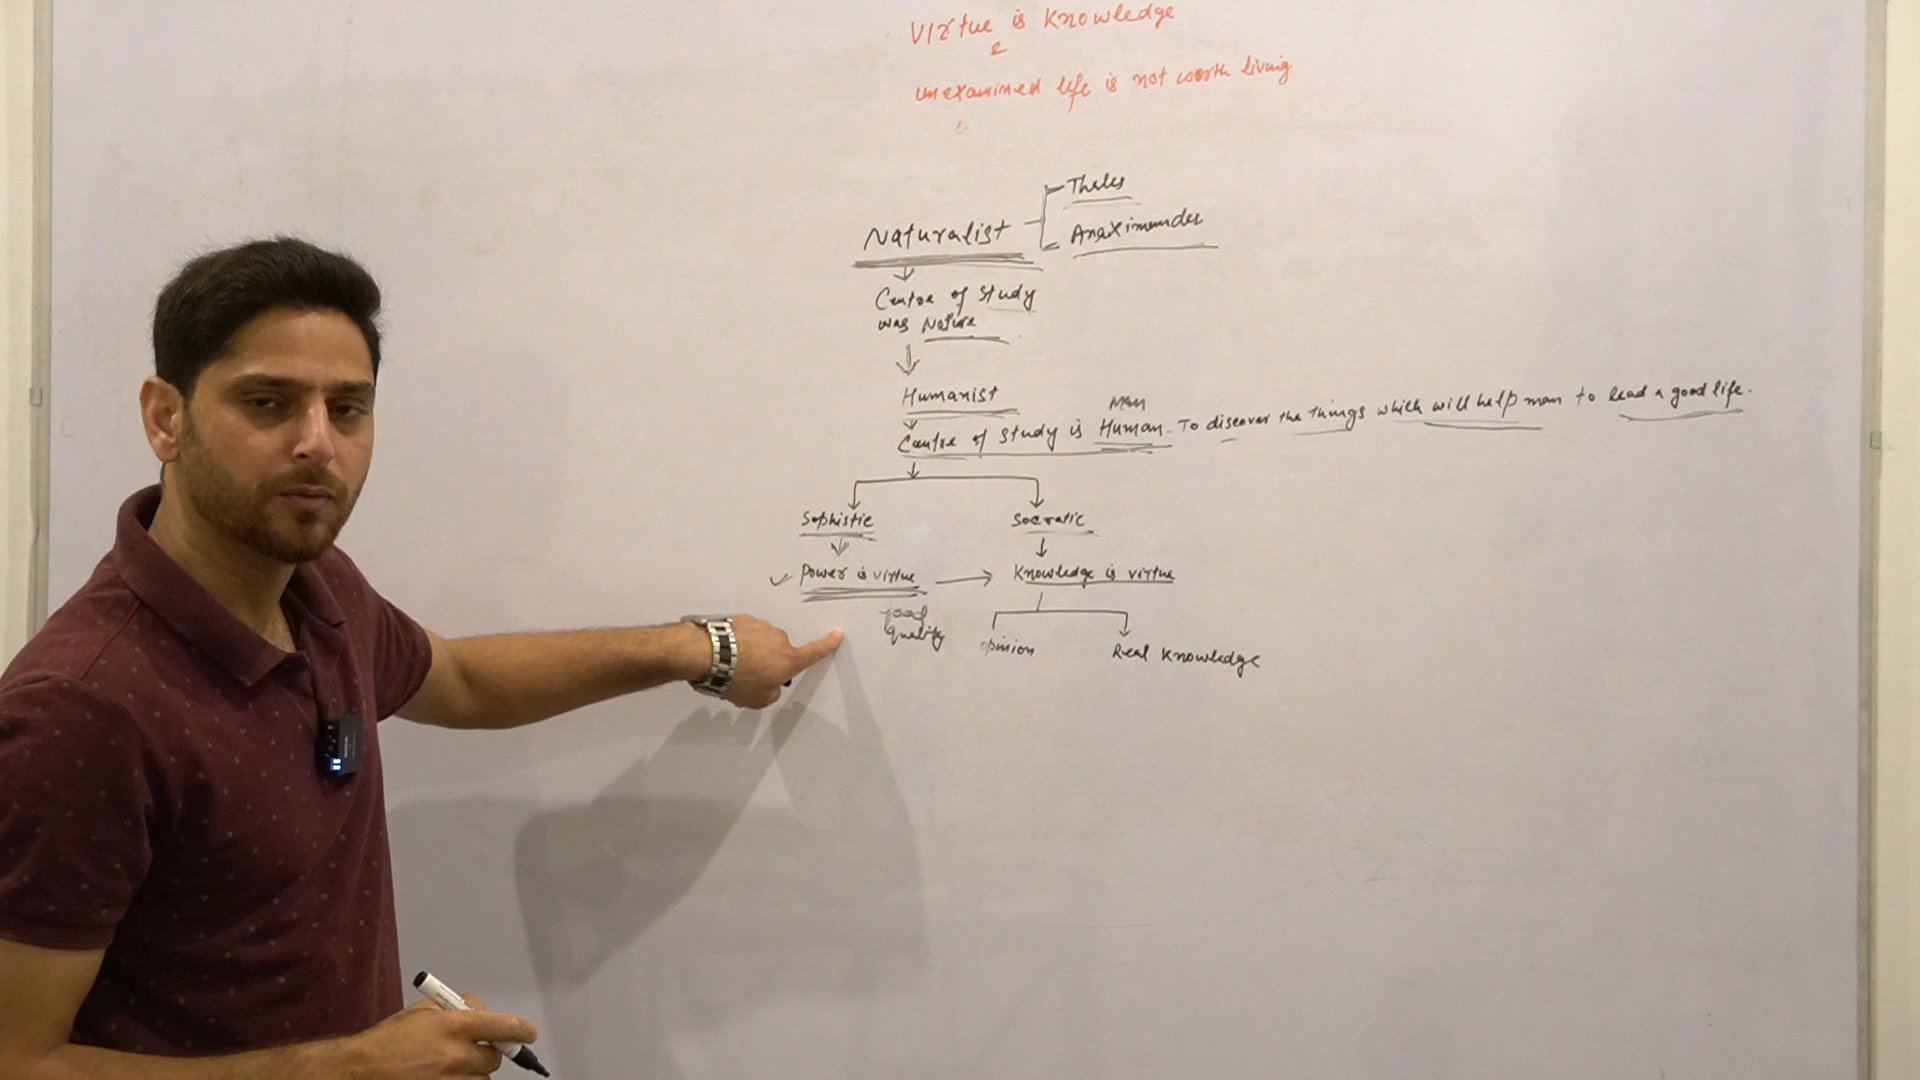 Virtue is Knowledge
unexamined life is not worth living
Thales
Naturalist
Anaximander
Centre of Study
was Nature
Humanist
Man
Centre of Study is Human. To discover the things which will help man to lead a good life.
Sophistic
Socratic
Power is virtue
Knowledge is virtue
good
quality
opinion
Real Knowledge